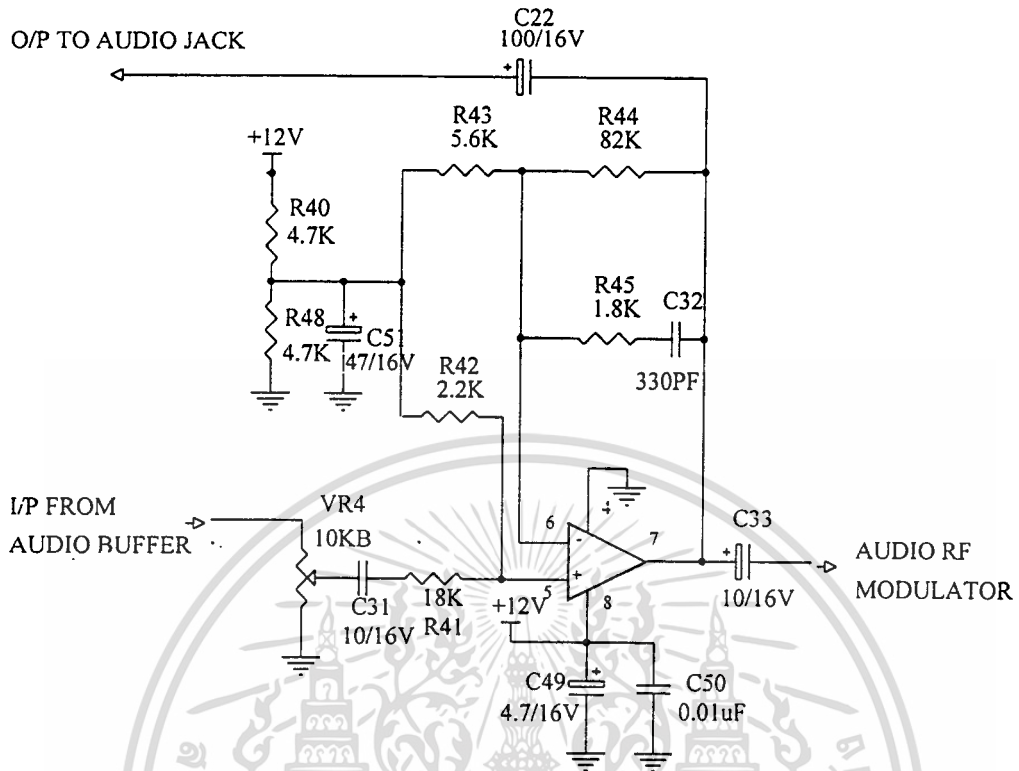 C22
100/16V
O/P TO AUDIO JACK
+
R43
5.6K
R44
82K
+12V
R40
4.7K
R48
4.7K
+
C51
47/16V
R45
1.8K
C32
330PF
R42
2.2K
I/P FROM
AUDIO BUFFER
VR4
10KB
C31
10/16V
18K
R41
6
-
4
7
+
5
8
+12V
C33
+
10/16V
AUDIO RF
MODULATOR
C49
4.7/16V
+
C50
0.01uF